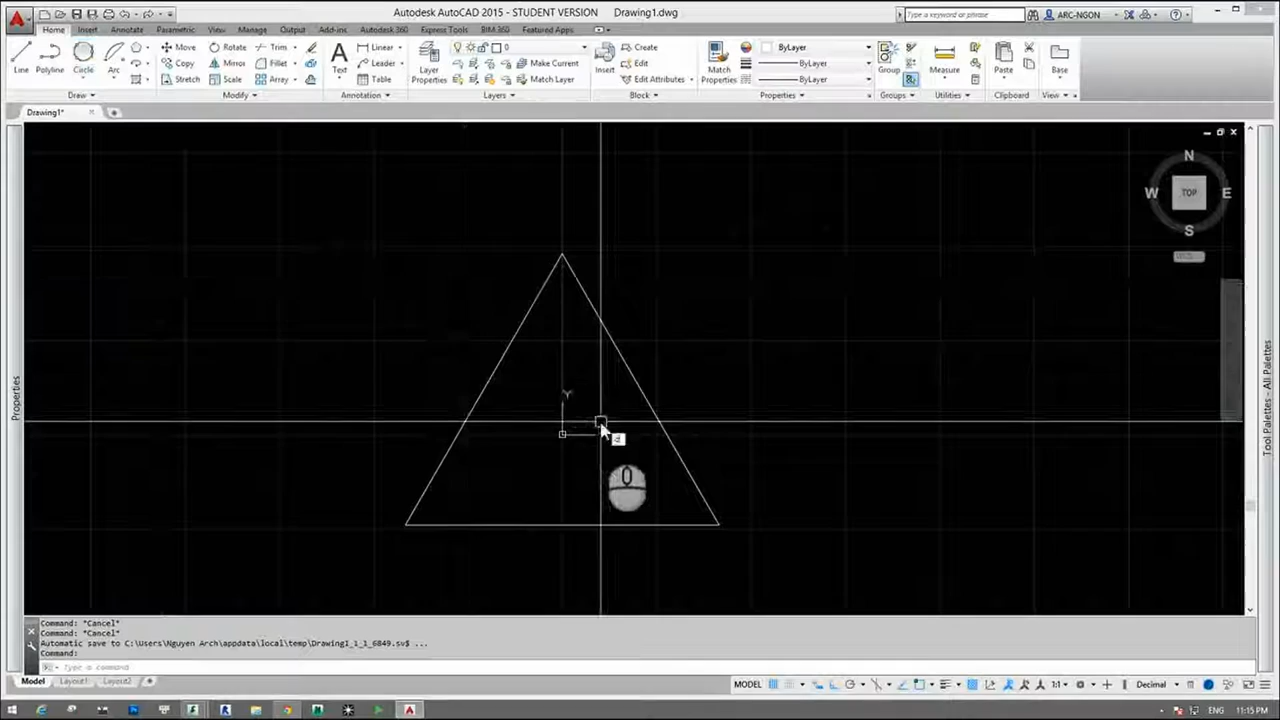 Autodesk AutoCAD 2015 - STUDENT VERSION Drawing1.dwg
Type a keyword or phrase
ARC-NGON
Home Insert Annotate Parametric View Manage Output Add-ins Autodesk 360 Express Tools BIM 360 Featured Apps
Line Polyline Circle Arc
Move Rotate Trim
Copy Mirror Fillet
Stretch Scale Array
Text
Linear
Leader
Table
Layer Properties
0
Make Current
Match Layer
Insert
Create
Edit
Edit Attributes
Match Properties
ByLayer
ByLayer
ByLayer
Group
Measure
Paste
Base
Draw Modify Annotation Layers Block Properties Groups Utilities Clipboard View
Drawing1*
N
W TOP E
S
Y
Properties
Tool Palettes - All Palettes
Command: *Cancel*
Command: *Cancel*
Automatic save to C:\Users\Nguyen Arch\appdata\local\temp\Drawing1_1_1_6849.sv$ ...
Command:
Type a command
Model Layout1 Layout2
MODEL 1:1 Decimal
ENG 11:15 PM